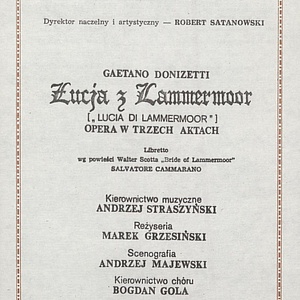 Dyrektor naczelny i artystyczny — ROBERT SATANOWSKI
GAETANO DONIZETTI
Łucja z Lammermoor
[„LUCIA DI LAMMERMOOR"]
OPERA W TRZECH AKTACH
Libretto
wg powieści Walter Scotta „Bride of Lammermoor"
SALVATORE CAMMARANO
Kierownictwo muzyczne
ANDRZEJ STRASZYŃSKI
Reżyseria
MAREK GRZESIŃSKI
Scenografia
ANDRZEJ MAJEWSKI
Kierownictwo chóru
BOGDAN GOLA